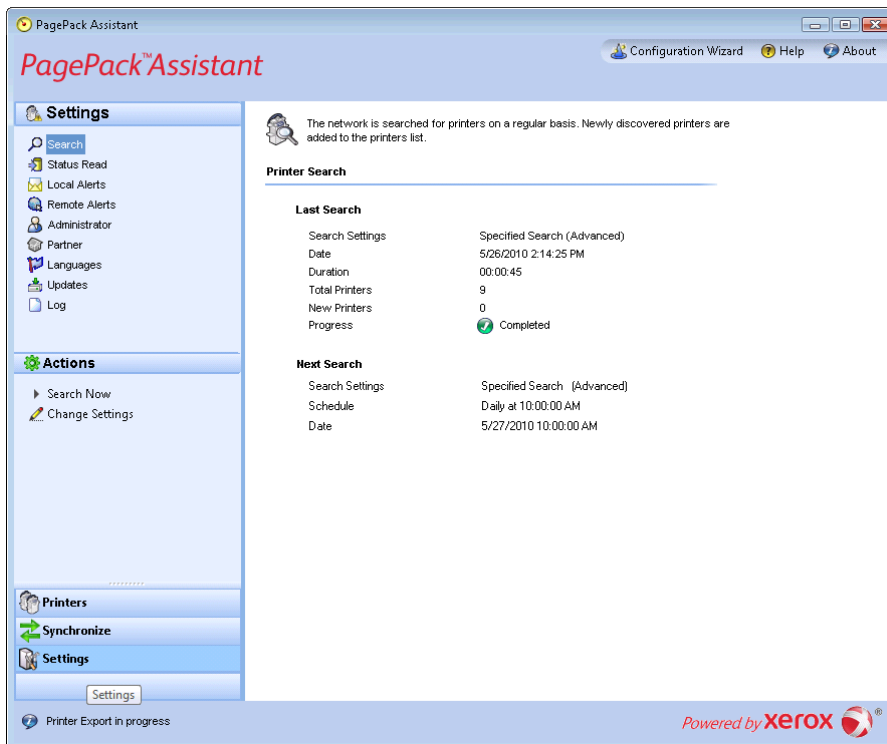 PagePack Assistant
PagePack™Assistant
Configuration Wizard Help About
Settings
Search
Status Read
Local Alerts
Remote Alerts
Administrator
Partner
Languages
Updates
Log
Actions
Search Now
Change Settings
Printers
Synchronize
Settings
Settings
The network is searched for printers on a regular basis. Newly discovered printers are
added to the printers list.
Printer Search
Last Search
Search Settings Specified Search (Advanced)
Date 5/26/2010 2:14:25 PM
Duration 00:00:45
Total Printers 9
New Printers 0
Progress Completed
Next Search
Search Settings Specified Search (Advanced)
Schedule Daily at 10:00:00 AM
Date 5/27/2010 10:00:00 AM
Printer Export in progress
Powered by xerox ®